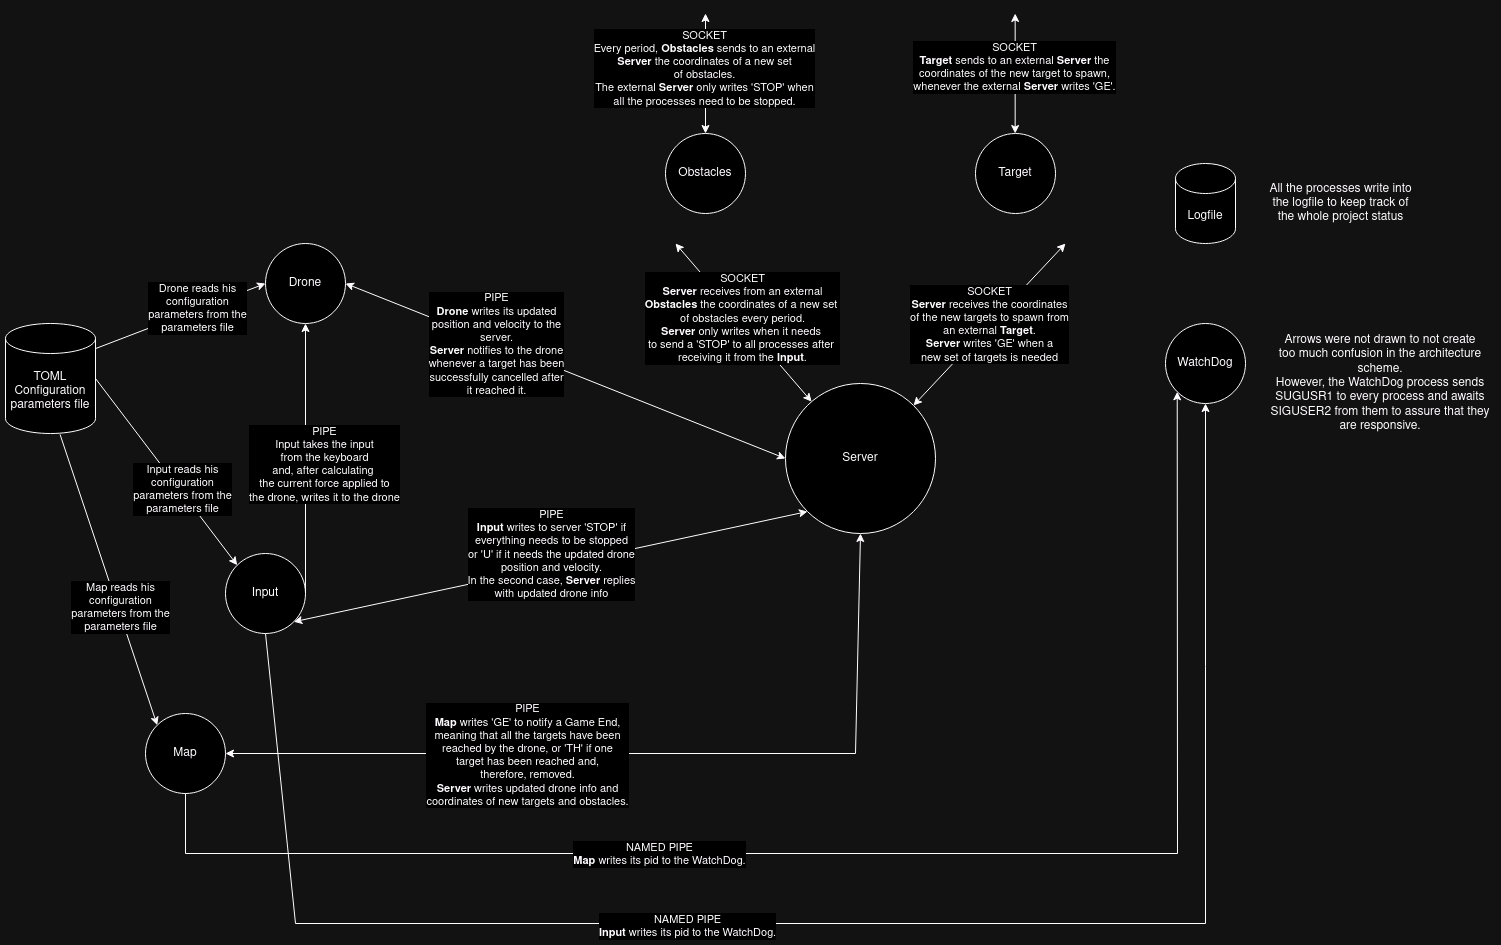 SOCKET
Every period, Obstacles sends to an external
Server the coordinates of a new set
of obstacles.
The external Server only writes 'STOP' when
all the processes need to be stopped.
SOCKET
Target sends to an external Server the
coordinates of the new target to spawn,
whenever the external Server writes 'GE'.
Obstacles
Target
Logfile
All the processes write into
the logfile to keep track of
the whole project status
Drone
Drone reads his
configuration
parameters from the
parameters file
PIPE
Drone writes its updated
position and velocity to the
server.
Server notifies to the drone
whenever a target has been
successfully cancelled after
it reached it.
SOCKET
Server receives from an external
Obstacles the coordinates of a new set
of obstacles every period.
Server only writes when it needs
to send a 'STOP' to all processes after
receiving it from the Input.
SOCKET
Server receives the coordinates
of the new targets to spawn from
an external Target.
Server writes 'GE' when a
new set of targets is needed
TOML
Configuration
parameters file
WatchDog
Arrows were not drawn to not create
too much confusion in the architecture
scheme.
However, the WatchDog process sends
SUGUSR1 to every process and awaits
SIGUSER2 from them to assure that they
are responsive.
PIPE
Input takes the input
from the keyboard
and, after calculating
the current force applied to
the drone, writes it to the drone
Server
Input reads his
configuration
parameters from the
parameters file
PIPE
Input writes to server 'STOP' if
everything needs to be stopped
or 'U' if it needs the updated drone
position and velocity.
In the second case, Server replies
with updated drone info
Input
Map reads his
configuration
parameters from the
parameters file
Map
PIPE
Map writes 'GE' to notify a Game End,
meaning that all the targets have been
reached by the drone, or 'TH' if one
target has been reached and,
therefore, removed.
Server writes updated drone info and
coordinates of new targets and obstacles.
NAMED PIPE
Map writes its pid to the WatchDog.
NAMED PIPE
Input writes its pid to the WatchDog.